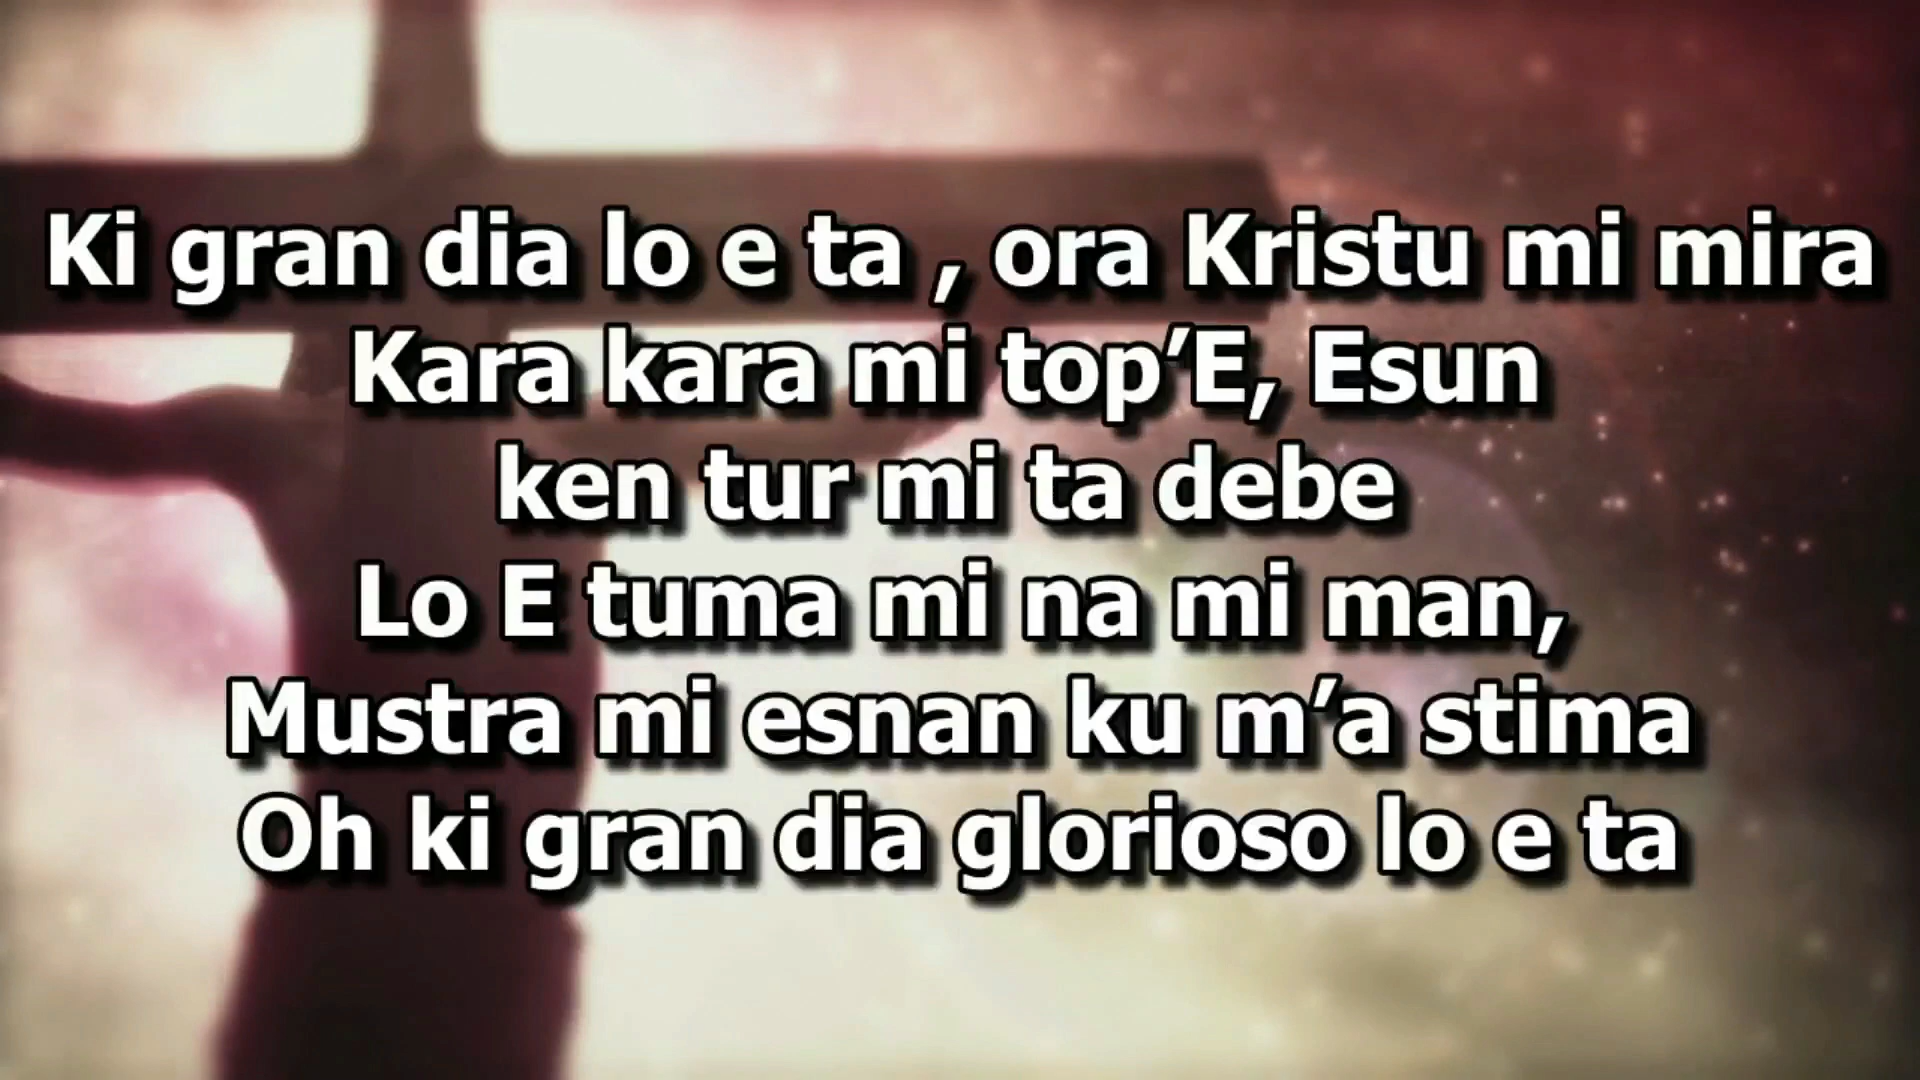 Ki gran dia lo e ta , ora Kristu mi mira
Kara kara mi top’E, Esun
ken tur mi ta debe
Lo E tuma mi na mi man,
Mustra mi esnan ku m’a stima
Oh ki gran dia glorioso lo e ta